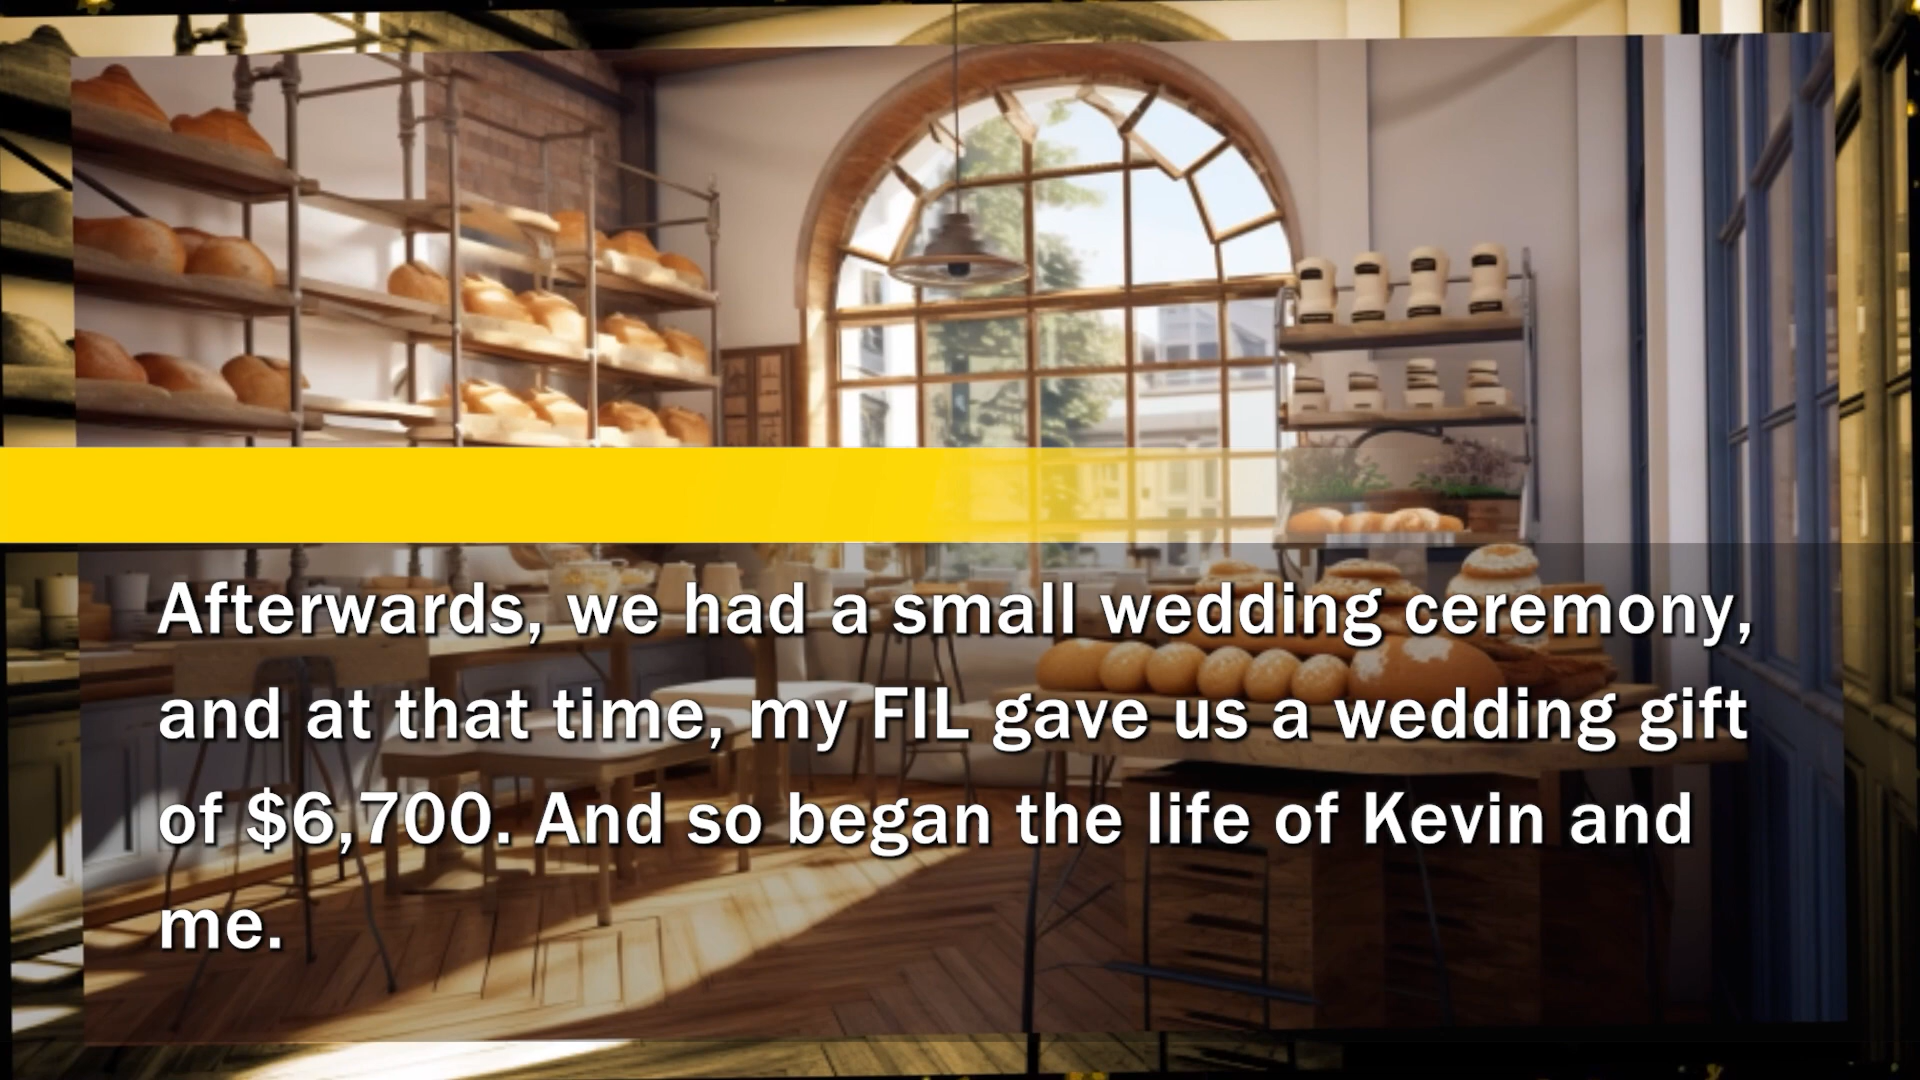 Afterwards, we had a small wedding ceremony,
and at that time, my FIL gave us a wedding gift
of $6,700. And so began the life of Kevin and
me.